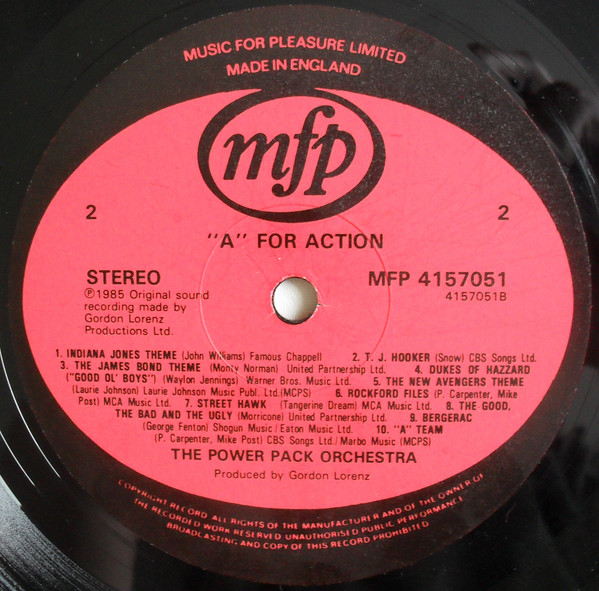 MUSIC FOR PLEASURE LIMITED
MADE IN ENGLAND
mfp
2 2
"A" FOR ACTION
STEREO MFP 4157051
℗1985 Original sound 4157051B
recording made by
Gordon Lorenz
Productions Ltd.
1. INDIANA JONES THEME (John Williams) Famous Chappell 2. T. J. HOOKER (Snow) CBS Songs Ltd.
3. THE JAMES BOND THEME (Monty Norman) United Partnership Ltd. 4. DUKES OF HAZZARD
("GOOD OL' BOYS") (Waylon Jennings) Warner Bros. Music Ltd. 5. THE NEW AVENGERS THEME
(Laurie Johnson) Laurie Johnson Music Publ. Ltd.(MCPS) 6. ROCKFORD FILES (P. Carpenter, Mike
Post) MCA Music Ltd. 7. STREET HAWK (Tangerine Dream) MCA Music Ltd. 8. THE GOOD,
THE BAD AND THE UGLY (Morricone) United Partnership Ltd. 9. BERGERAC
(George Fenton) Shogun Music/Eaton Music Ltd. 10. "A" TEAM
(P. Carpenter, Mike Post) CBS Songs Ltd./Marbo Music (MCPS)
THE POWER PACK ORCHESTRA
Produced by Gordon Lorenz
COPYRIGHT RECORD. ALL RIGHTS OF THE MANUFACTURER AND OF THE OWNER OF
THE RECORDED WORK RESERVED UNAUTHORISED PUBLIC PERFORMANCE
BROADCASTING AND COPY OF THIS RECORD PROHIBITED